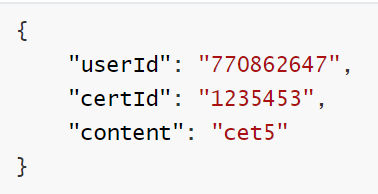 {
    "userId": "770862647",
    "certId": "1235453",
    "content": "cet5"
}